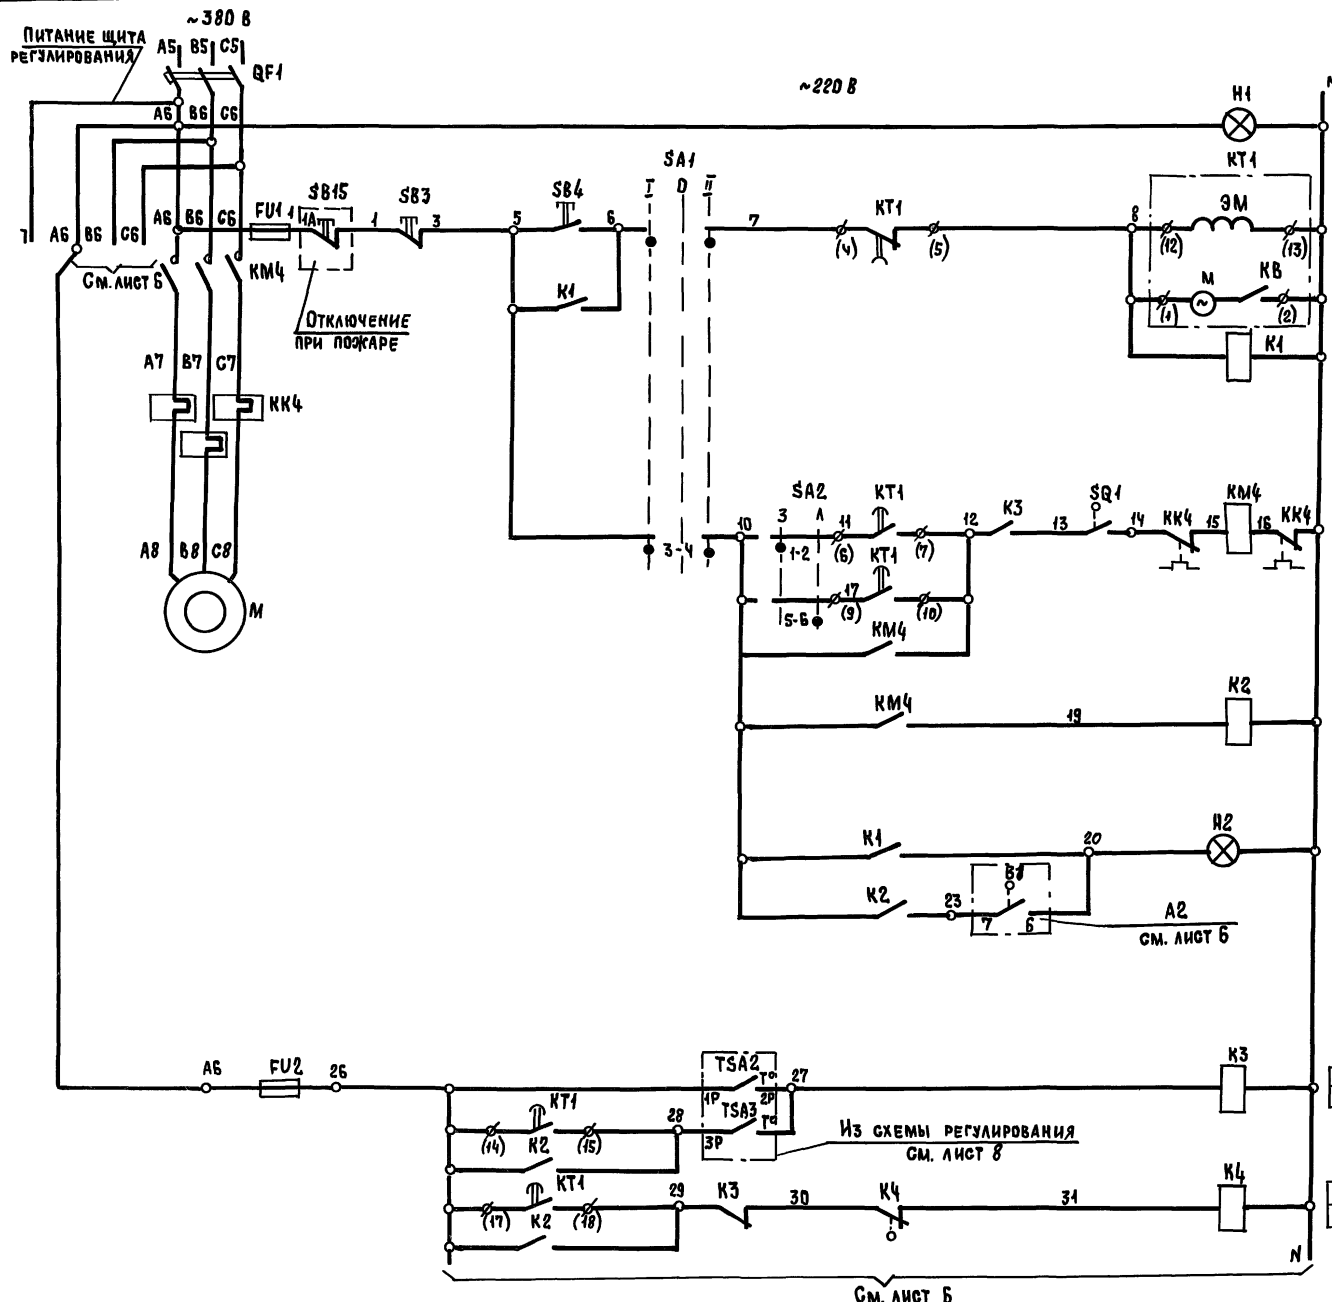 ~380 В
Питание щита
регулирования
A5 B5 C5
QF1
~220 В
H1
N
A6 B6 C6
KT1
SA1
I 0 II
SB15
SB3
SB4
ЭМ
A6 B6 C6
A6 B6 C6
FU1 1
1А
1
3
5
6
7
KT1
(4)
(5)
8
(12)
(13)
См. лист 6
KM4
M
~
KB
(1)
(2)
K1
K1
Отключение
при пожаре
A7 B7 C7
KK4
SA2
KT1
SQ1
KM4
10
3 Л
11
12
K3
13
14
KK4
15
16
KK4
3-4
1-2
(6)
(7)
KT1
A8 B8 C8
17
5-6
(9)
(10)
M
KM4
K2
KM4
19
K1
20
H2
K2
23
B1
7
6
A2
см. лист 6
A6
FU2
26
TSA2
T°
27
K3
1P
2P
KT1
28
TSA3
T°
(14)
K2
(15)
3P
Из схемы регулирования
см. лист 8
KT1
29
K3
30
K4
31
K4
(17)
K2
(18)
N
См. лист 6